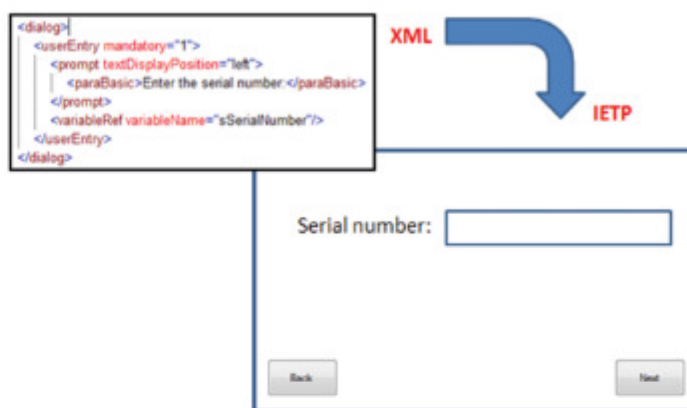 <dialog>
<userEntry mandatory="1">
<prompt textDisplayPosition="left">
<paraBasic>Enter the serial number:</paraBasic>
</prompt>
<variableRef variableName="sSerialNumber"/>
</userEntry>
</dialog>
XML
IETP
Serial number:
Back
Next